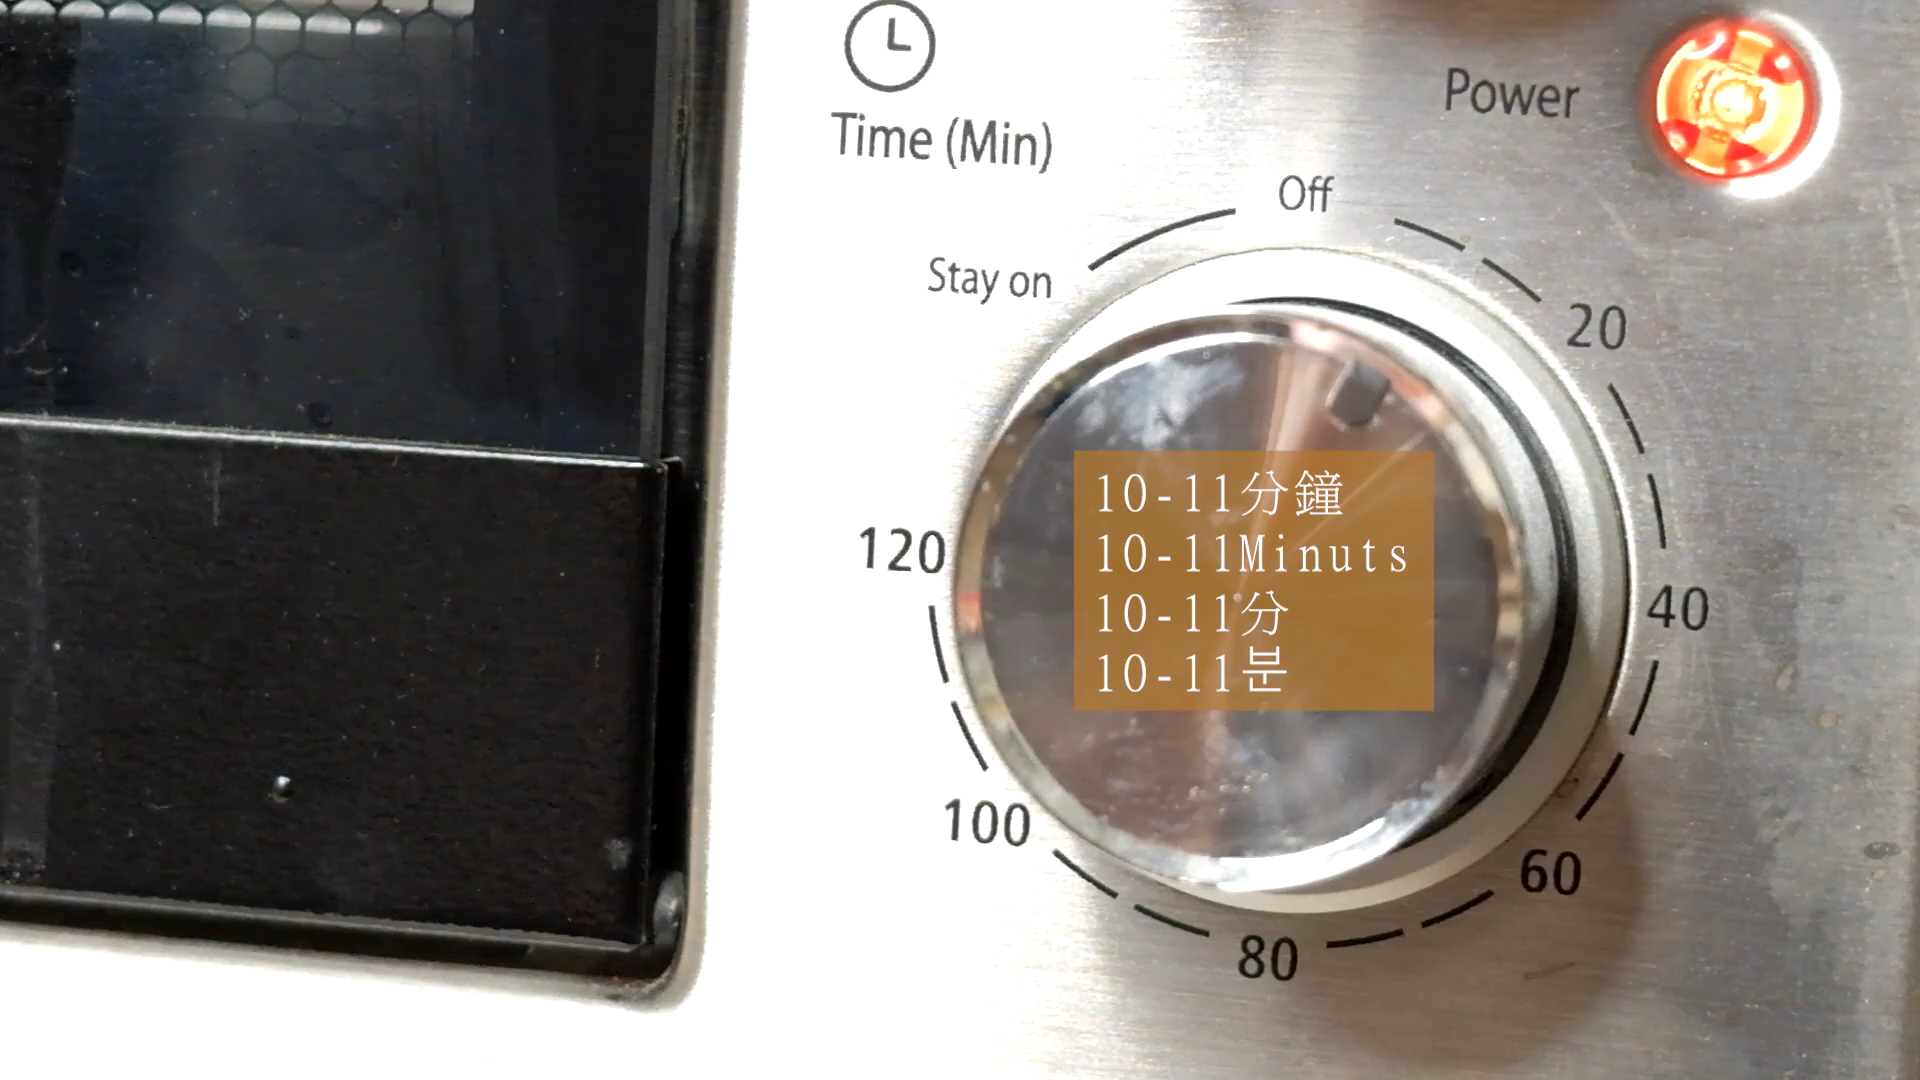 Time (Min)
Power
Off
Stay on
20
120
40
100
60
80
10-11分鐘
10-11Minuts
10-11分
10-11분